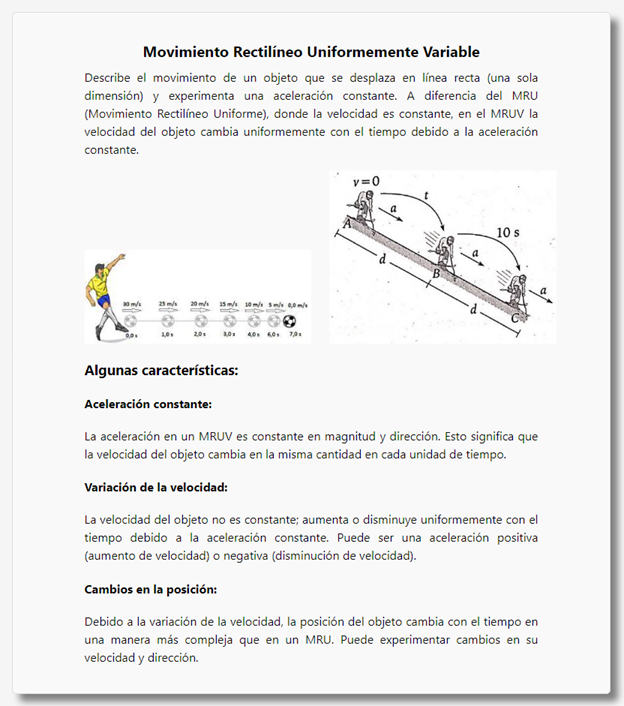 Movimiento Rectilíneo Uniformemente Variable
Describe el movimiento de un objeto que se desplaza en línea recta (una sola
dimensión) y experimenta una aceleración constante. A diferencia del MRU
(Movimiento Rectilíneo Uniforme), donde la velocidad es constante, en el MRUV la
velocidad del objeto cambia uniformemente con el tiempo debido a la aceleración
constante.
v=0
t
a
A
10 s
d
a
B
a
d
C
30 m/s 25 m/s 20 m/s 15 m/s 10 m/s 5 m/s 0,0 m/s
0,0 s 1,0 s 2,0 s 3,0 s 4,0 s 6,0 s 7,0 s
Algunas características:
Aceleración constante:
La aceleración en un MRUV es constante en magnitud y dirección. Esto significa que
la velocidad del objeto cambia en la misma cantidad en cada unidad de tiempo.
Variación de la velocidad:
La velocidad del objeto no es constante; aumenta o disminuye uniformemente con el
tiempo debido a la aceleración constante. Puede ser una aceleración positiva
(aumento de velocidad) o negativa (disminución de velocidad).
Cambios en la posición:
Debido a la variación de la velocidad, la posición del objeto cambia con el tiempo en
una manera más compleja que en un MRU. Puede experimentar cambios en su
velocidad y dirección.